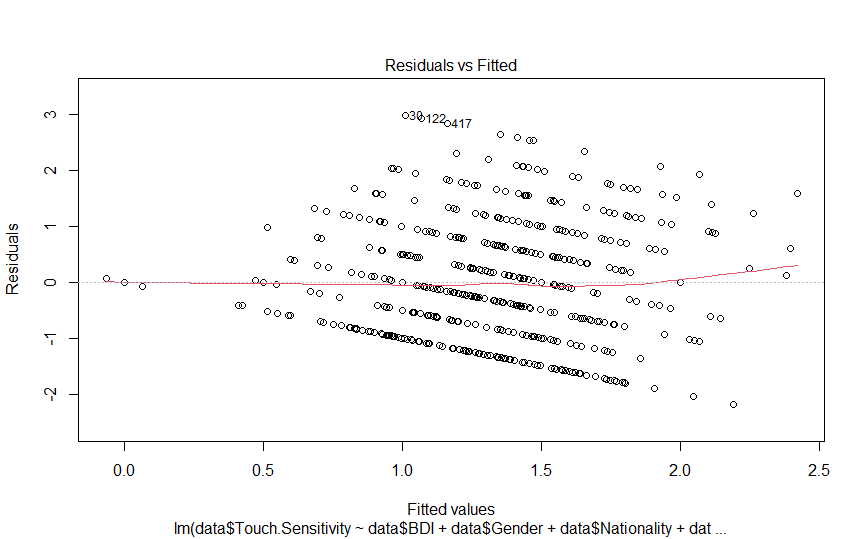 Residuals vs Fitted
Residuals
3
2
1
0
-1
-2
30
122
417
0.0 0.5 1.0 1.5 2.0 2.5
Fitted values
lm(data$Touch.Sensitivity ~ data$BDI + data$Gender + data$Nationality + dat ...